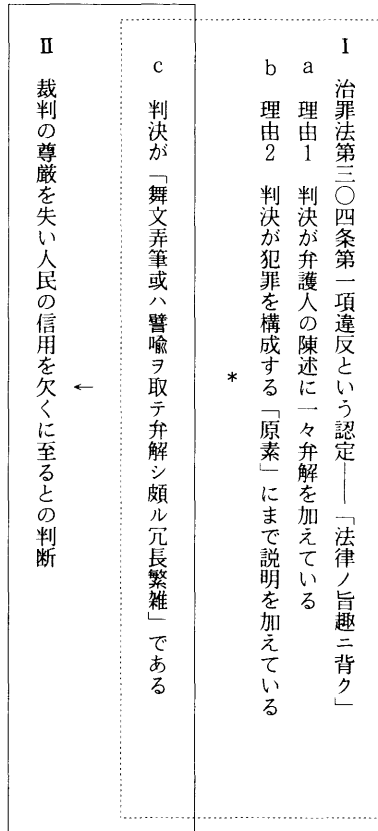 Ⅰ　治罪法第三〇四条第一項違反という認定――「法律ノ旨趣ニ背ク」
a　理由1　判決が弁護人の陳述に一々弁解を加えている
b　理由2　判決が犯罪を構成する「原素」にまで説明を加えている
*
c　判決が「舞文弄筆或ハ譬喩ヲ取テ弁解シ頗ル冗長繁雑」である
←
Ⅱ　裁判の尊厳を失い人民の信用を欠くに至るとの判断